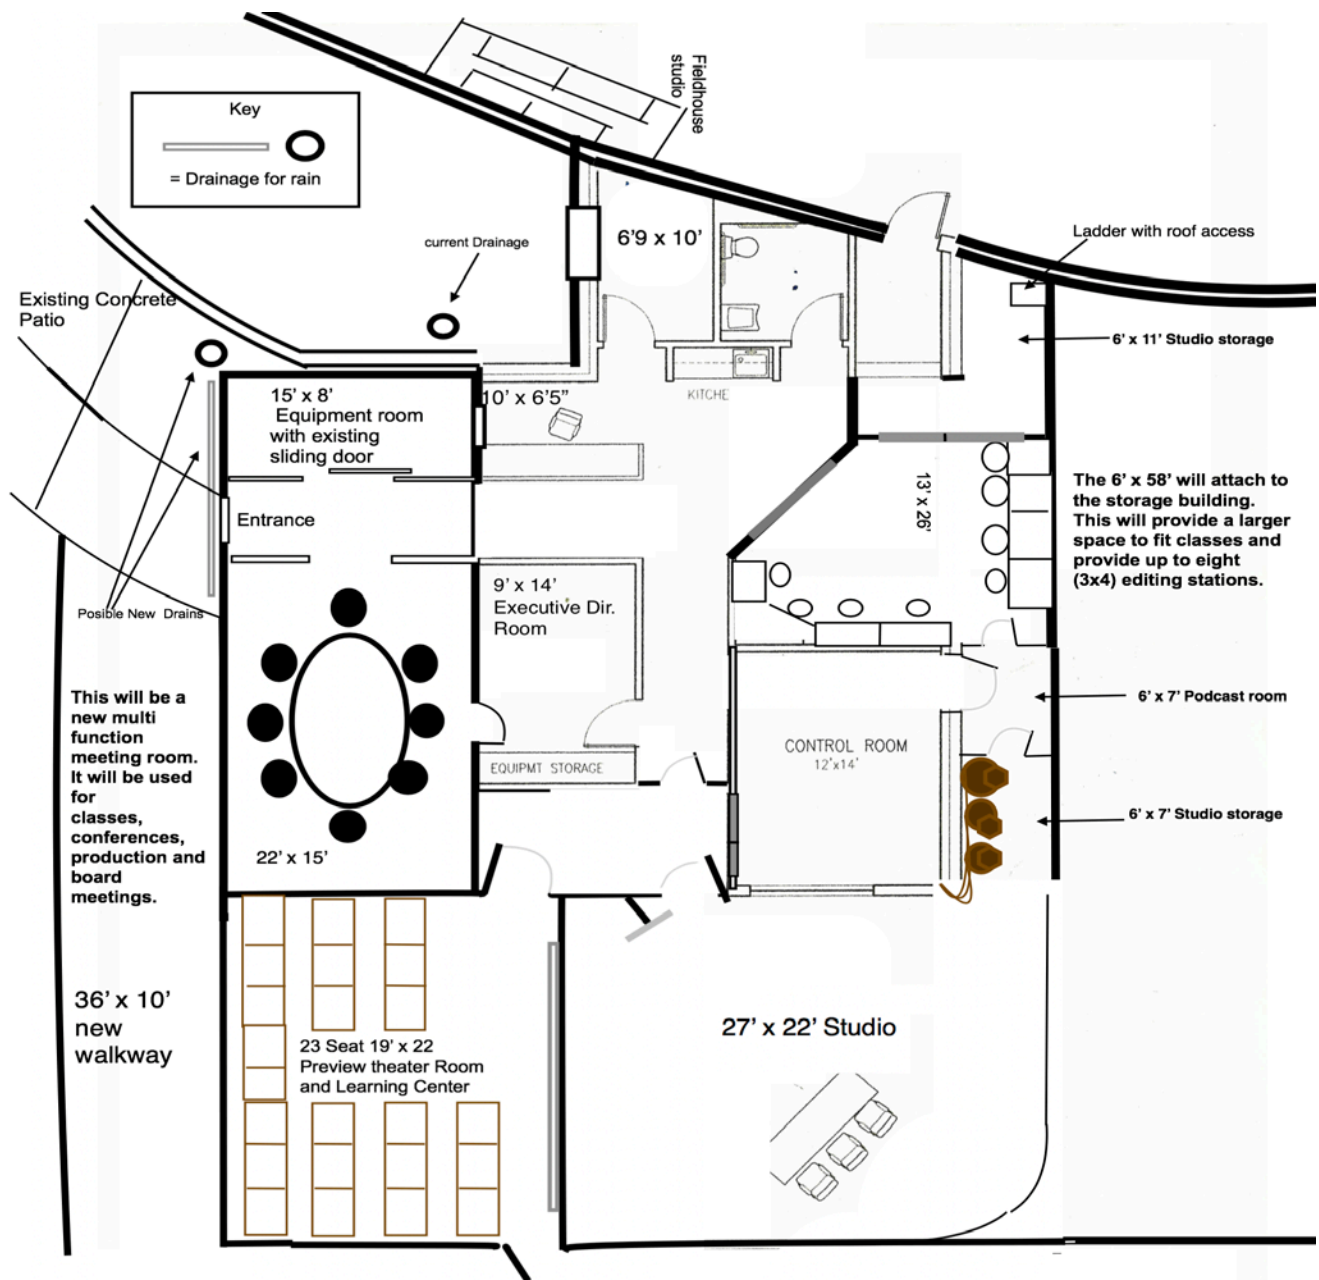 Fieldhouse
studio
Key
= Drainage for rain
6'9 x 10'
current Drainage
Ladder with roof access
Existing Concrete
Patio
6' x 11' Studio storage
KITCHE
15' x 8'
Equipment room
with existing
sliding door
10' x 6'5"
13' x 26'
The 6' x 58' will attach to
the storage building.
This will provide a larger
space to fit classes and
provide up to eight
(3x4) editing stations.
Entrance
9' x 14'
Executive Dir.
Room
Posible New Drains
This will be a
new multi
function
meeting room.
It will be used
for
classes,
conferences,
production and
board
meetings.
6' x 7' Podcast room
CONTROL ROOM
12'x14'
EQUIPMT STORAGE
6' x 7' Studio storage
22' x 15'
36' x 10'
new
walkway
23 Seat 19' x 22
Preview theater Room
and Learning Center
27' x 22' Studio